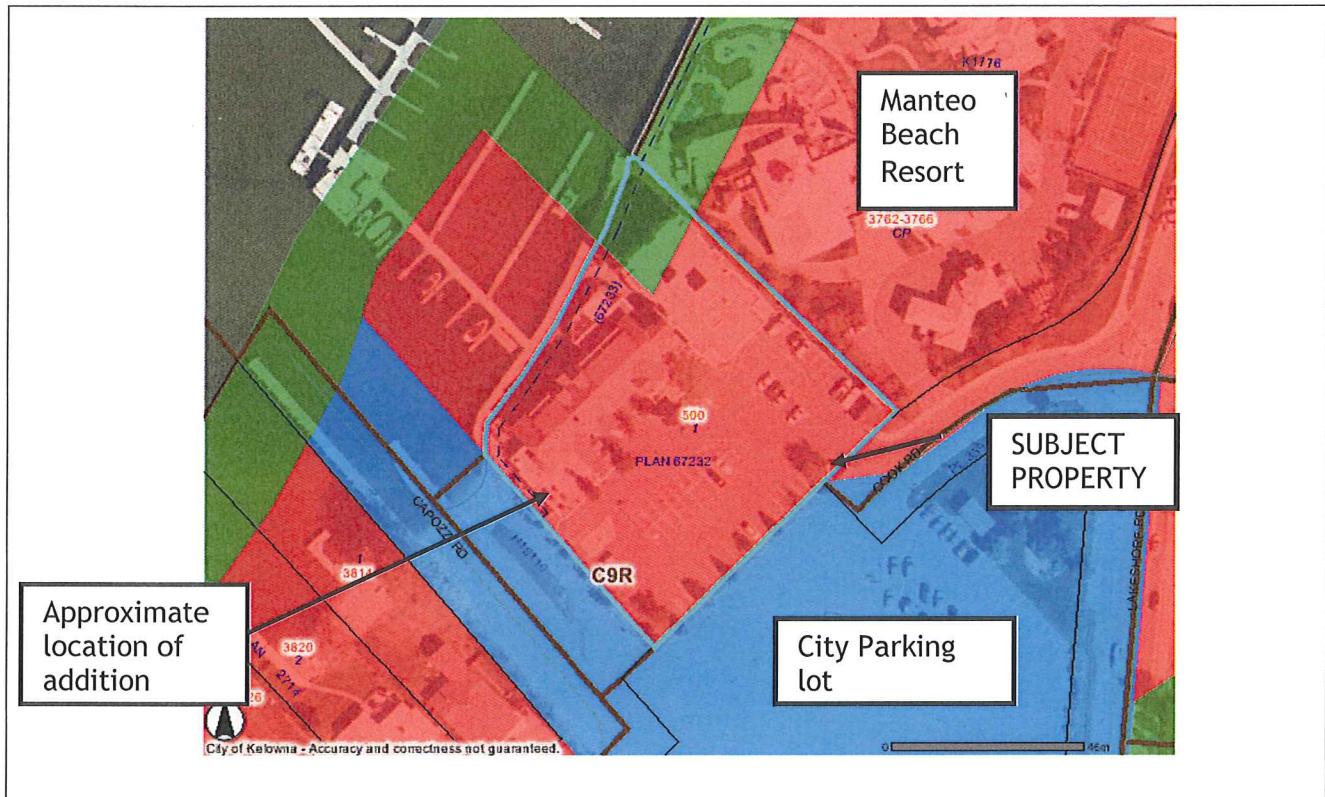 K1776
Manteo
Beach
Resort
3762-3766
CP
(67233)
500
1
PLAN 67232
SUBJECT
PROPERTY
COOK RD
LAKESHORE RD
CAPOZZI RD
C9R
1
3814
Approximate
location of
addition
City Parking
lot
3820
2
2714
City of Kelowna - Accuracy and correctness not guaranteed.
0
46m